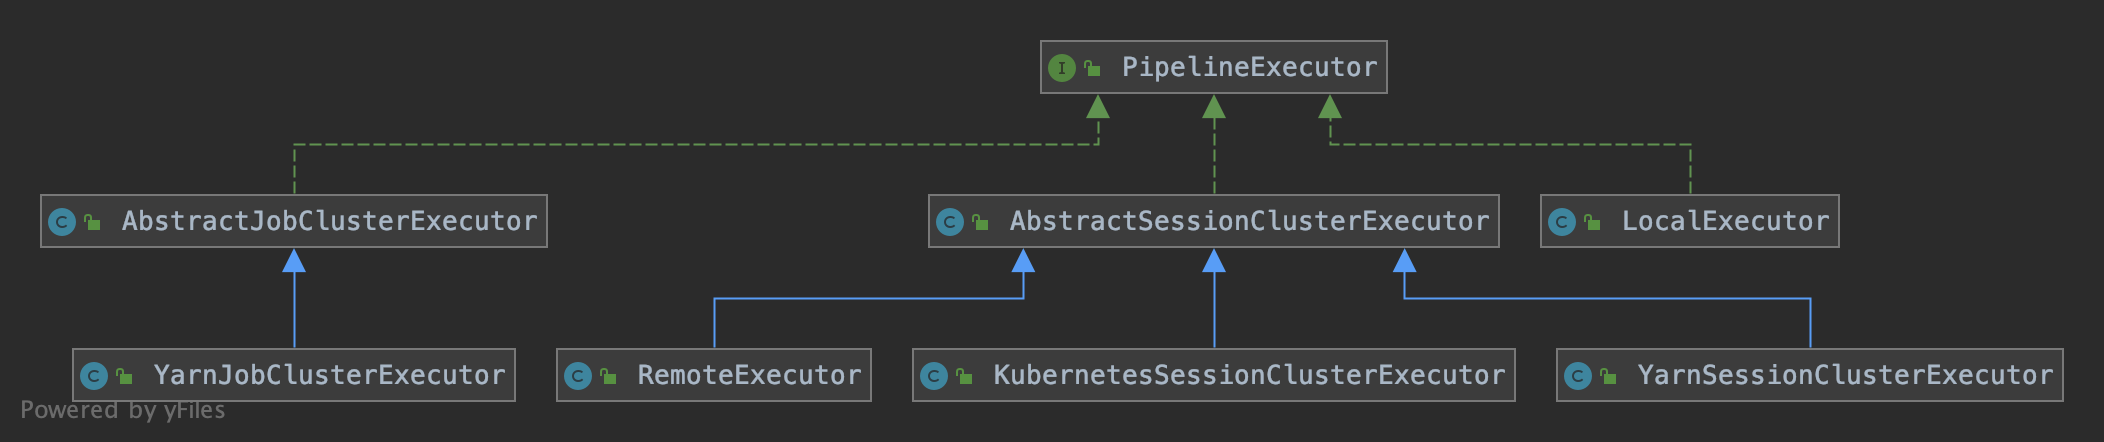 I PipelineExecutor
C AbstractJobClusterExecutor
C AbstractSessionClusterExecutor
C LocalExecutor
C YarnJobClusterExecutor
C RemoteExecutor
C KubernetesSessionClusterExecutor
C YarnSessionClusterExecutor
Powered by yFiles